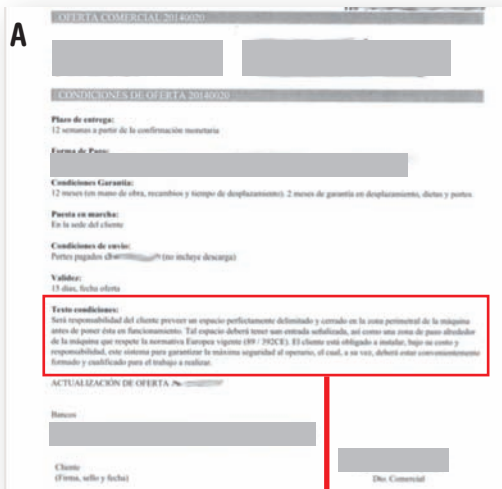 A
OFERTA COMERCIAL 20140020
CONDICIONES DE OFERTA 20140020
Plazo de entrega:
12 semanas a partir de la confirmación monetaria
Forma de Pago:
Condiciones Garantía:
12 meses (en mano de obra, recambios y tiempo de desplazamiento). 2 meses de garantía en desplazamiento, dietas y portes.
Puesta en marcha:
En la sede del cliente
Condiciones de envío:
Portes pagados (no incluye descarga)
Validez:
15 días, fecha oferta
Texto condiciones:
Será responsabilidad del cliente preveer un espacio perfectamente delimitado y cerrado en la zona perimetral de la máquina
antes de poner ésta en funcionamiento. Tal espacio deberá tener uan entrada señalizada, así como una zona de paso alrededor
de la máquina que respete la normativa Europea vigente (89 / 392CE). El cliente está obligado a instalar, bajo su costo y
responsabilidad, este sistema para garantizar la máxima seguridad al operario, el cual, a su vez, deberá estar convenientemente
formado y cualificado para el trabajo a realizar.
ACTUALIZACIÓN DE OFERTA
Bancos
Cliente
(Firma, sello y fecha)
Dto. Comercial